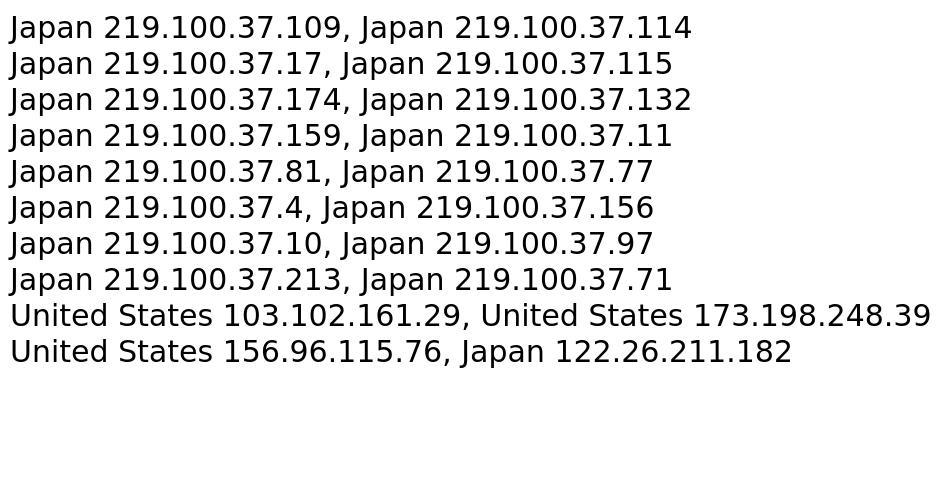 Japan 219.100.37.109, Japan 219.100.37.114
Japan 219.100.37.17, Japan 219.100.37.115
Japan 219.100.37.174, Japan 219.100.37.132
Japan 219.100.37.159, Japan 219.100.37.11
Japan 219.100.37.81, Japan 219.100.37.77
Japan 219.100.37.4, Japan 219.100.37.156
Japan 219.100.37.10, Japan 219.100.37.97
Japan 219.100.37.213, Japan 219.100.37.71
United States 103.102.161.29, United States 173.198.248.39
United States 156.96.115.76, Japan 122.26.211.182